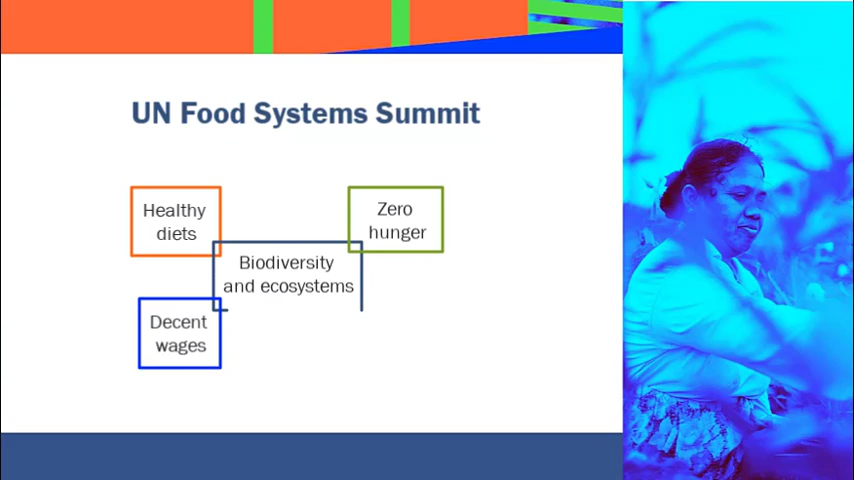 UN Food Systems Summit
Healthy
diets
Zero
hunger
Biodiversity
and ecosystems
Decent
wages